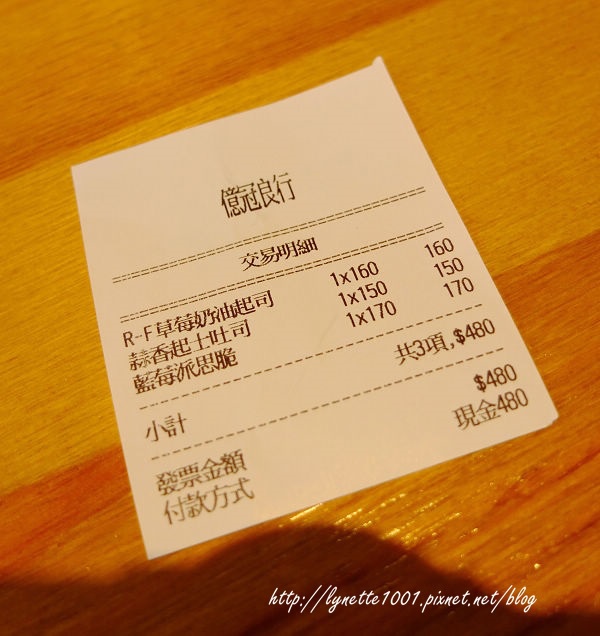 億冠良行
交易明細
R-F草莓奶油起司 1x160 160
蒜香起士吐司 1x150 150
藍莓派思脆 1x170 170
小計 共3項,$480
發票金額 $480
付款方式 現金480
http://lynette1001.pixnet.net/blog